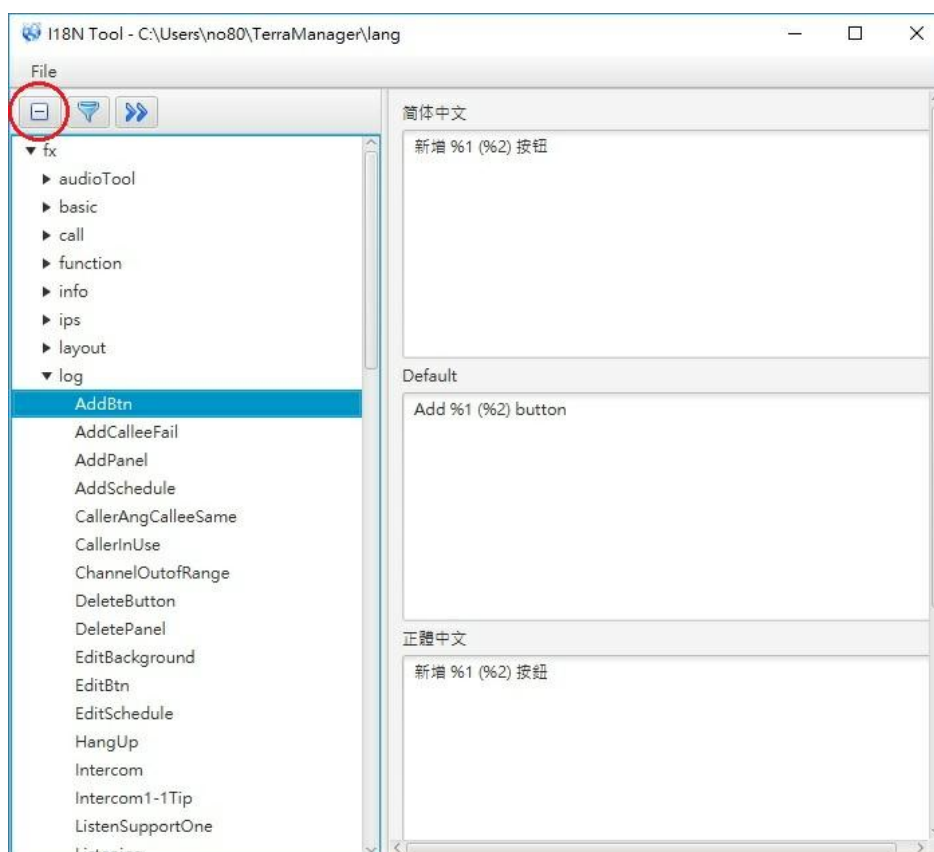 I18N Tool - C:\Users\no80\TerraManager\lang
File
fx
audioTool
basic
call
function
info
ips
layout
log
AddBtn
AddCalleeFail
AddPanel
AddSchedule
CallerAngCalleeSame
CallerInUse
ChannelOutofRange
DeleteButton
DeletePanel
EditBackground
EditBtn
EditSchedule
HangUp
Intercom
Intercom1-1Tip
ListenSupportOne
简体中文
新增 %1 (%2) 按钮
Default
Add %1 (%2) button
正體中文
新增 %1 (%2) 按鈕